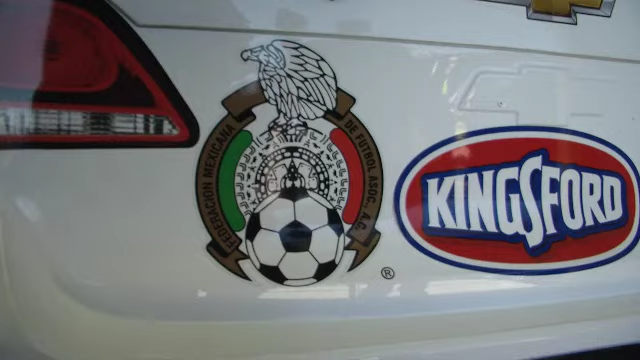 FEDERACION MEXICANA
DE FUTBOL ASOC., A.C.
®
KINGSFORD